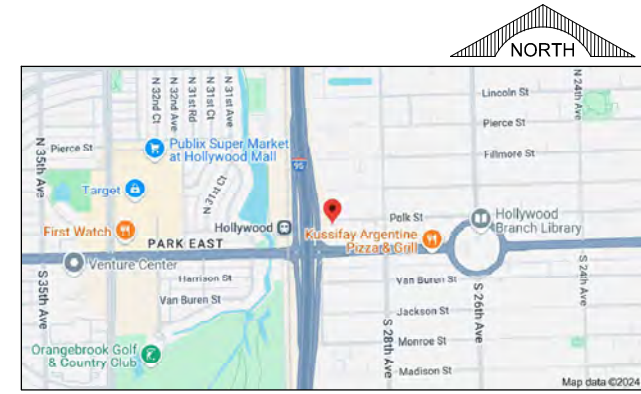 NORTH
N 32nd Ct
N 32nd Ave
N 31st Rd
N 31st Ct
N 31st Ave
N 24th Ave
Lincoln St
Pierce St
Fillmore St
N 35th Ave
Pierce St
Publix Super Market
at Hollywood Mall
95
Target
N 31st Ct
First Watch
Hollywood
Polk St
Hollywood
Branch Library
Kussifay Argentine
Pizza & Grill
PARK EAST
Venture Center
Harrison St
Van Buren St
Van Buren St
S 35th Ave
S 26th Ave
S 24th Ave
Jackson St
S 28th Ave
Monroe St
Madison St
Orangebrook Golf
& Country Club
Map data ©2024